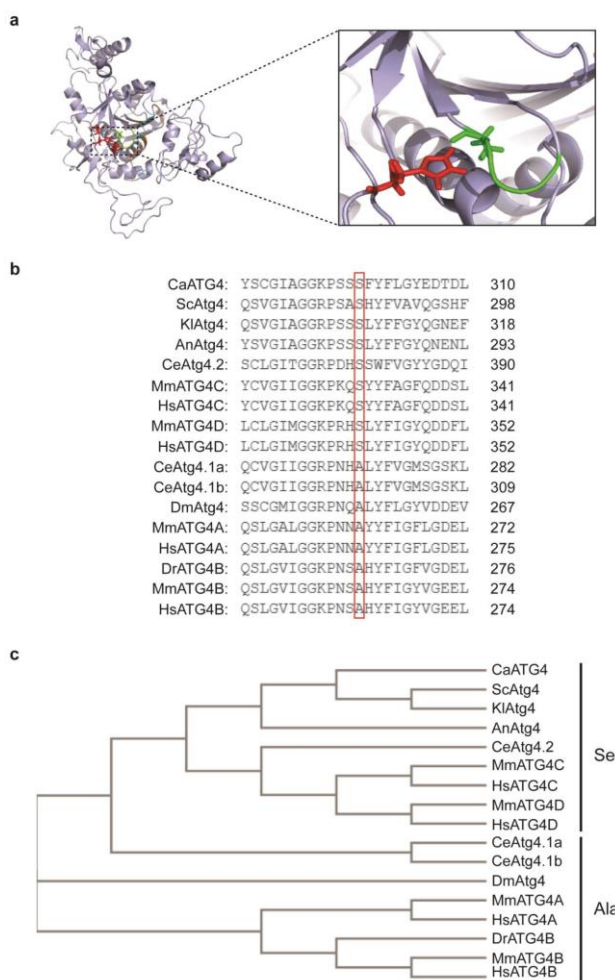 a
b
CaATG4: YSCGIAGGKPSSSFYFLGYEDTDL 310
ScAtg4: QSVGIAGGRPSASHYFVAVQGSHF 298
KlAtg4: QSVGIAGGRPSSSLYFFGYQGNEF 318
AnAtg4: QSVGIAGGRPSSSLYFFGYQNENL 293
CeAtg4.2: SCLGITGGRPDHSSWFVGYYGDQI 390
MmATG4C: YCVGIIGGKPKQSYYFAGFQDDSL 341
HsATG4C: YCVGIIGGKPKQSYYFAGFQDDSL 341
MmATG4D: LCLGIMGGKPRHSLYFIGYQDDFL 352
HsATG4D: LCLGIMGGKPRHSLYFIGYQDDFL 352
CeAtg4.1a: QCVGIIGGRPNHALYFVGMSGSKL 282
CeAtg4.1b: QCVGIIGGRPNHALYFVGMSGSKL 309
DmAtg4: SSCGMIGGRPNQALYFLGYVDDEV 267
MmATG4A: QSLGALGGKPNNAYYFIGFLGDEL 272
HsATG4A: QSLGALGGKPNNAYYFIGFLGDEL 275
DrATG4B: QSLGVIGGKPNSAHYFIGFVGDEL 276
MmATG4B: QSLGVIGGKPNSAHYFIGYVGEEL 274
HsATG4B: QSLGVIGGKPNSAHYFIGYVGEEL 274
c
CaATG4
ScAtg4
KlAtg4
AnAtg4
CeAtg4.2
Se
MmATG4C
HsATG4C
MmATG4D
HsATG4D
CeAtg4.1a
CeAtg4.1b
DmAtg4
MmATG4A
Ala
HsATG4A
DrATG4B
MmATG4B
HsATG4B